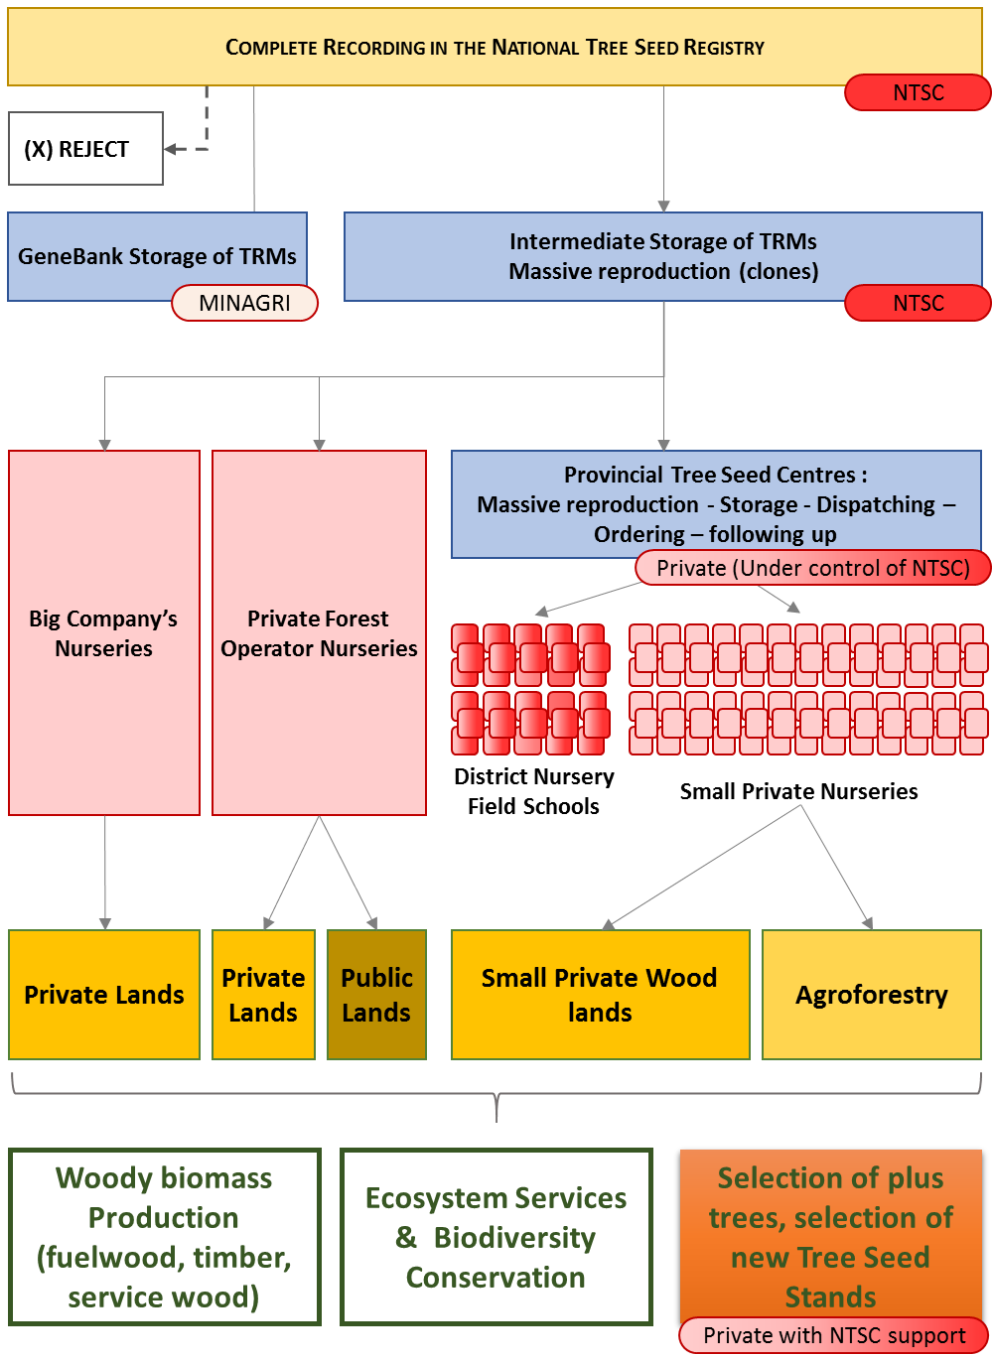 COMPLETE RECORDING IN THE NATIONAL TREE SEED REGISTRY
NTSC
(X) REJECT
GeneBank Storage of TRMs
MINAGRI
Intermediate Storage of TRMs
Massive reproduction (clones)
NTSC
Big Company’s
Nurseries
Private Forest
Operator Nurseries
Provincial Tree Seed Centres :
Massive reproduction - Storage - Dispatching –
Ordering – following up
Private (Under control of NTSC)
District Nursery
Field Schools
Small Private Nurseries
Private Lands
Private
Lands
Public
Lands
Small Private Wood
lands
Agroforestry
Woody biomass
Production
(fuelwood, timber,
service wood)
Ecosystem Services
& Biodiversity
Conservation
Selection of plus
trees, selection of
new Tree Seed
Stands
Private with NTSC support